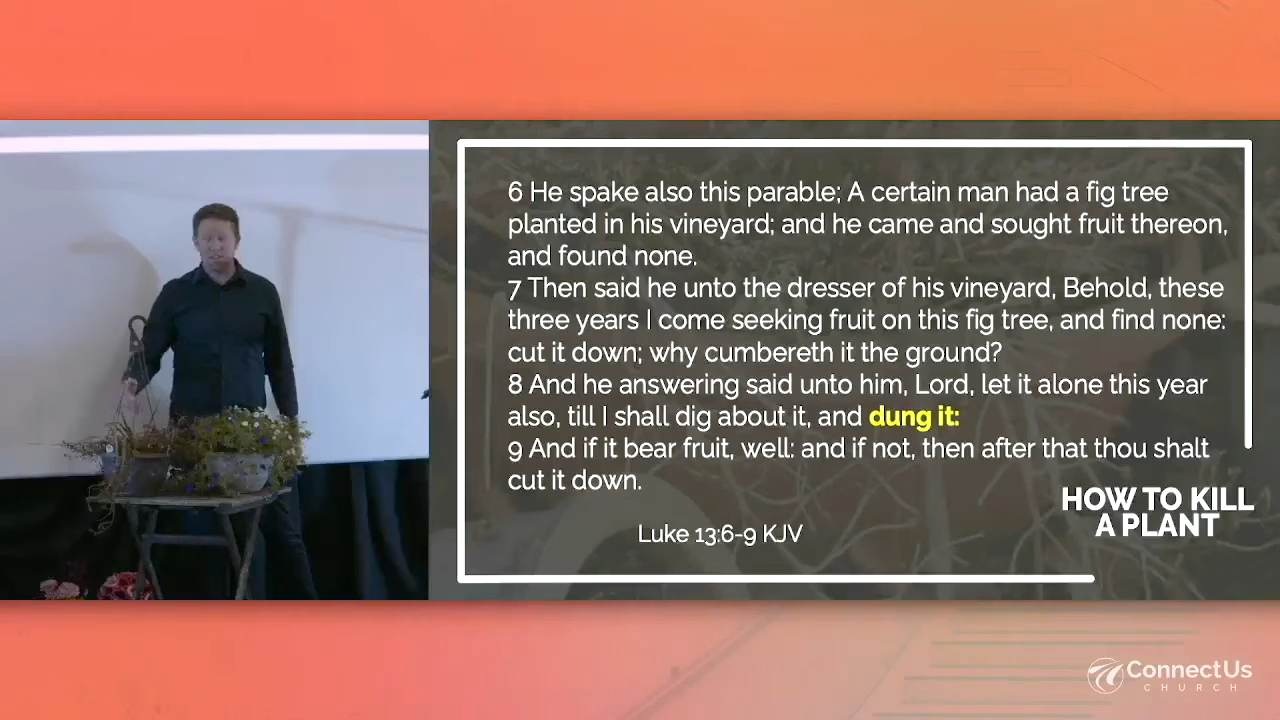 6 He spake also this parable; A certain man had a fig tree
planted in his vineyard; and he came and sought fruit thereon,
and found none.
7 Then said he unto the dresser of his vineyard, Behold, these
three years I come seeking fruit on this fig tree, and find none:
cut it down; why cumbereth it the ground?
8 And he answering said unto him, Lord, let it alone this year
also, till I shall dig about it, and dung it:
9 And if it bear fruit, well: and if not, then after that thou shalt
cut it down.
Luke 13:6-9 KJV
HOW TO KILL
A PLANT
ConnectUs
CHURCH